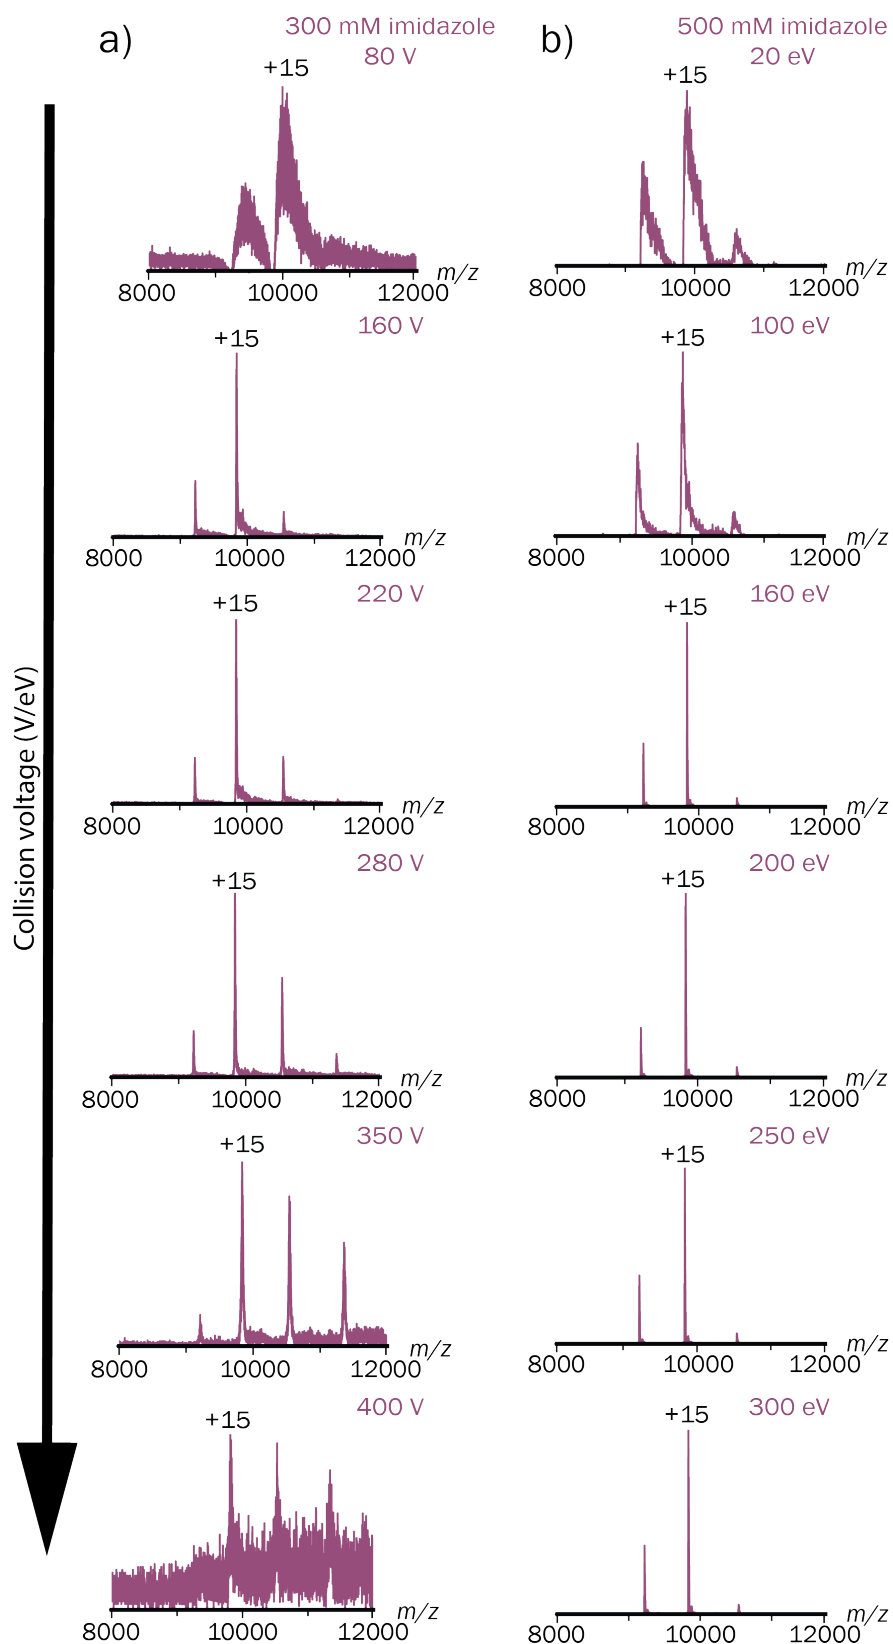 a)
300 mM imidazole
80 V
+15
m/z
8000 10000 12000
160 V
+15
m/z
8000 10000 12000
220 V
+15
m/z
8000 10000 12000
280 V
+15
m/z
8000 10000 12000
350 V
+15
m/z
8000 10000 12000
400 V
+15
m/z
8000 10000 12000
b)
500 mM imidazole
20 eV
+15
m/z
8000 10000 12000
100 eV
+15
m/z
8000 10000 12000
160 eV
+15
m/z
8000 10000 12000
200 eV
+15
m/z
8000 10000 12000
250 eV
+15
m/z
8000 10000 12000
300 eV
+15
m/z
8000 10000 12000
Collision voltage (V/eV)